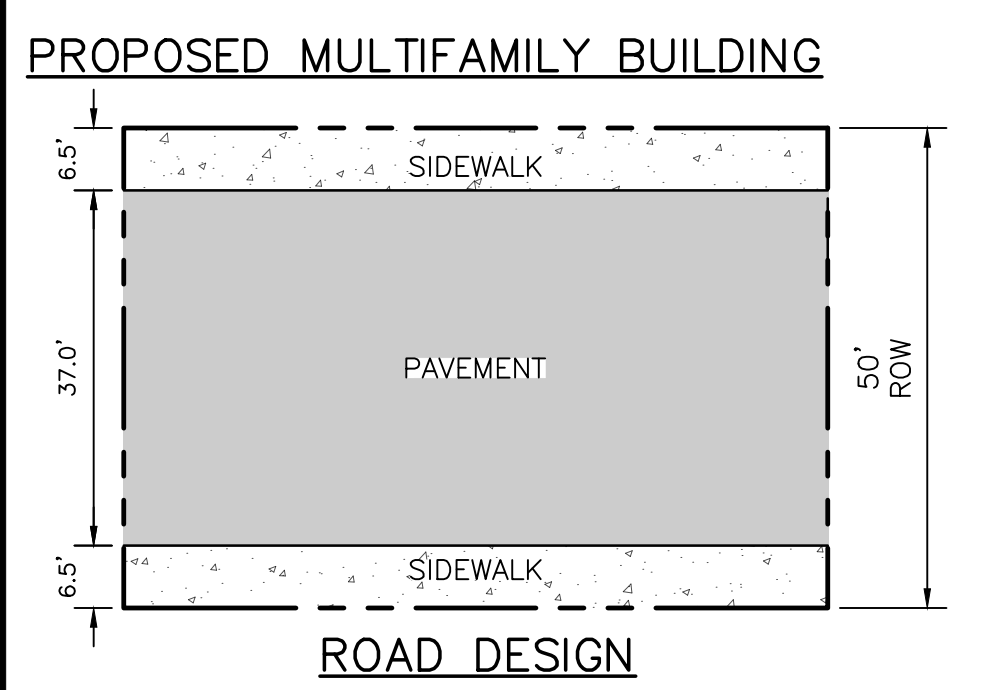 PROPOSED MULTIFAMILY BUILDING
6.5'
SIDEWALK
37.0'
PAVEMENT
50'
ROW
6.5'
SIDEWALK
ROAD DESIGN